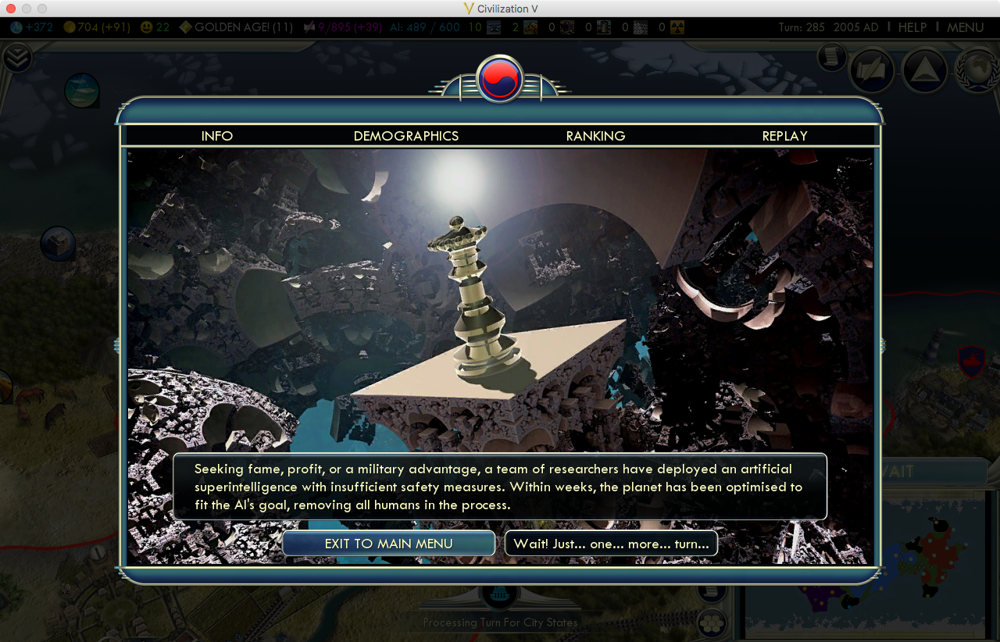 Civilization V
+372 704 (+91) 22 GOLDEN AGE! (11) 9/895 (+39) AI: 489 / 600 10 2 0 0 0 0 Turn: 285 2005 AD HELP MENU
INFO DEMOGRAPHICS RANKING REPLAY
Seeking fame, profit, or a military advantage, a team of researchers have deployed an artificial
superintelligence with insufficient safety measures. Within weeks, the planet has been optimised to
fit the AI's goal, removing all humans in the process.
EXIT TO MAIN MENU Wait! Just... one... more... turn...
Processing Turn For City States